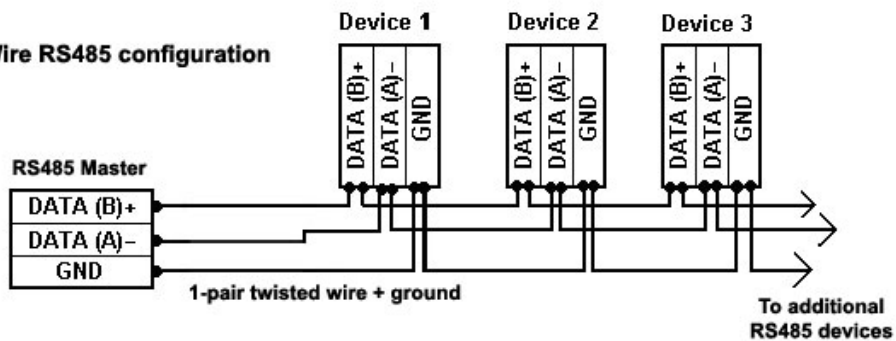 Device 1 Device 2 Device 3
Wire RS485 configuration
DATA (B)+ DATA (A)− GND DATA (B)+ DATA (A)− GND DATA (B)+ DATA (A)− GND
RS485 Master
DATA (B)+
DATA (A)−
GND
1-pair twisted wire + ground
To additional
RS485 devices